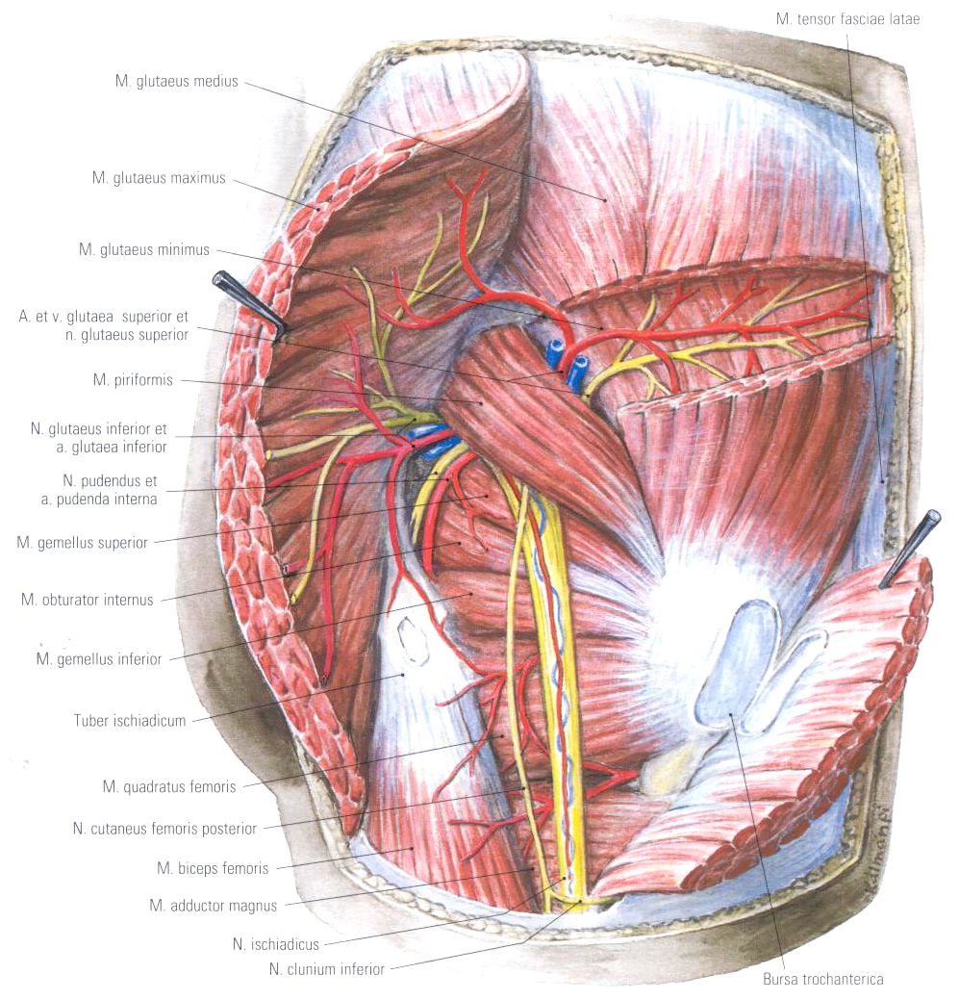 M. tensor fasciae latae
M. glutaeus medius
M. glutaeus maximus
M. glutaeus minimus
A. et v. glutaea superior et
n. glutaeus superior
M. piriformis
N. glutaeus inferior et
a. glutaea inferior
N. pudendus et
a. pudenda interna
M. gemellus superior
M. obturator internus
M. gemellus inferior
Tuber ischiadicum
M. quadratus femoris
N. cutaneus femoris posterior
M. biceps femoris
M. adductor magnus
N. ischiadicus
N. clunium inferior
Bursa trochanterica